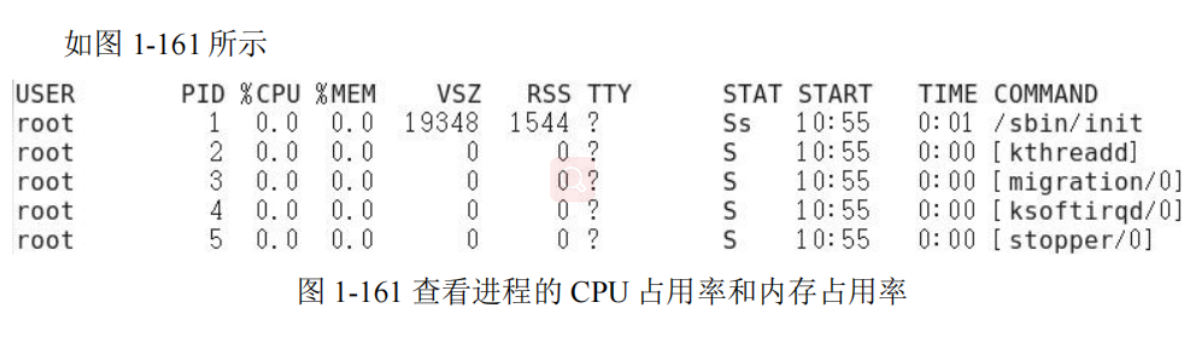 如图 1-161 所示
USER PID %CPU %MEM VSZ RSS TTY STAT START TIME COMMAND
root 1 0.0 0.0 19348 1544 ? Ss 10:55 0:01 /sbin/init
root 2 0.0 0.0 0 0 ? S 10:55 0:00 [kthreadd]
root 3 0.0 0.0 0 0 ? S 10:55 0:00 [migration/0]
root 4 0.0 0.0 0 0 ? S 10:55 0:00 [ksoftirqd/0]
root 5 0.0 0.0 0 0 ? S 10:55 0:00 [stopper/0]
图 1-161 查看进程的 CPU 占用率和内存占用率